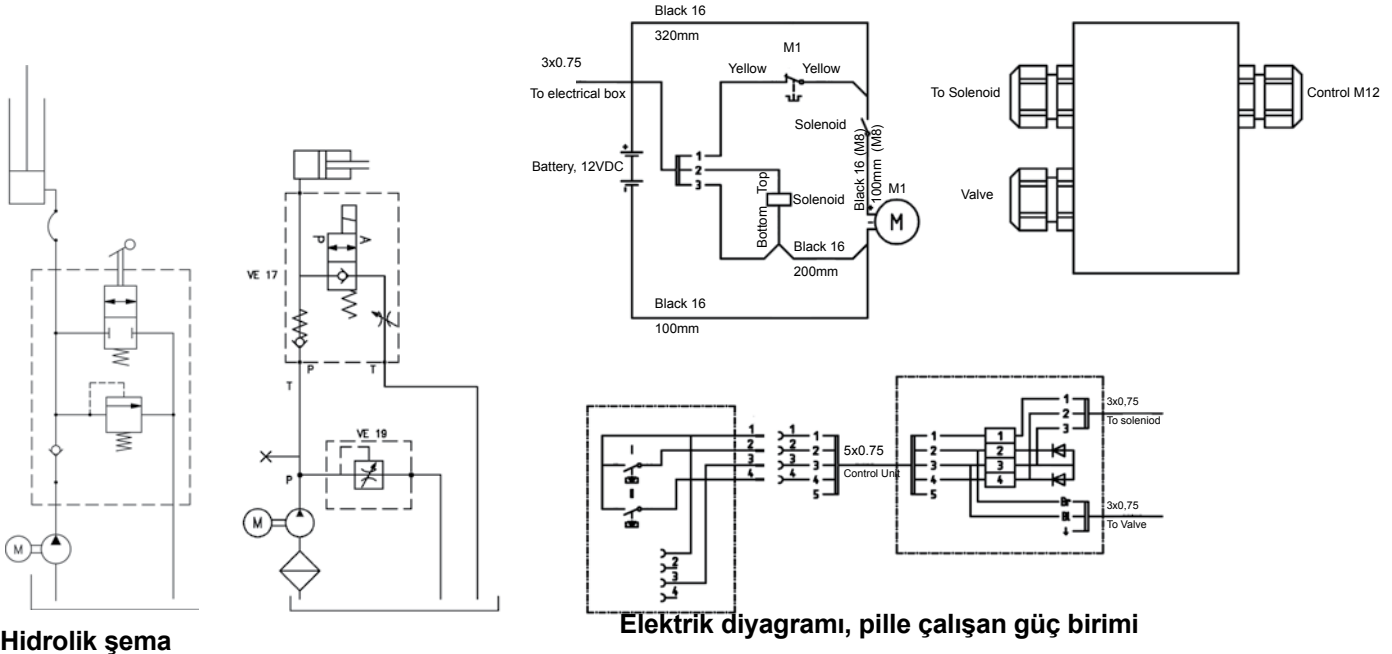 Black 16
320mm
M1
3x0.75
Yellow
Yellow
To electrical box
Solenoid
Battery, 12VDC
+
-
1
2
3
Top
Bottom
Solenoid
Black 16 (M8)
100mm (M8)
M1
+
-
M
Black 16
200mm
Black 16
100mm
To Solenoid
Control M12
Valve
M
A
P
VE 17
P
T
T
VE 19
P
M
I
II
1
2
3
4
1
2
3
4
1
2
3
4
5
2
3
4
5x0.75
Control Unit
1
2
3
4
5
1
2
3
4
1
2
3
3x0,75
To soleniod
Br
Bl
3x0,75
To Valve
Hidrolik şema
Elektrik diyagramı, pille çalışan güç birimi